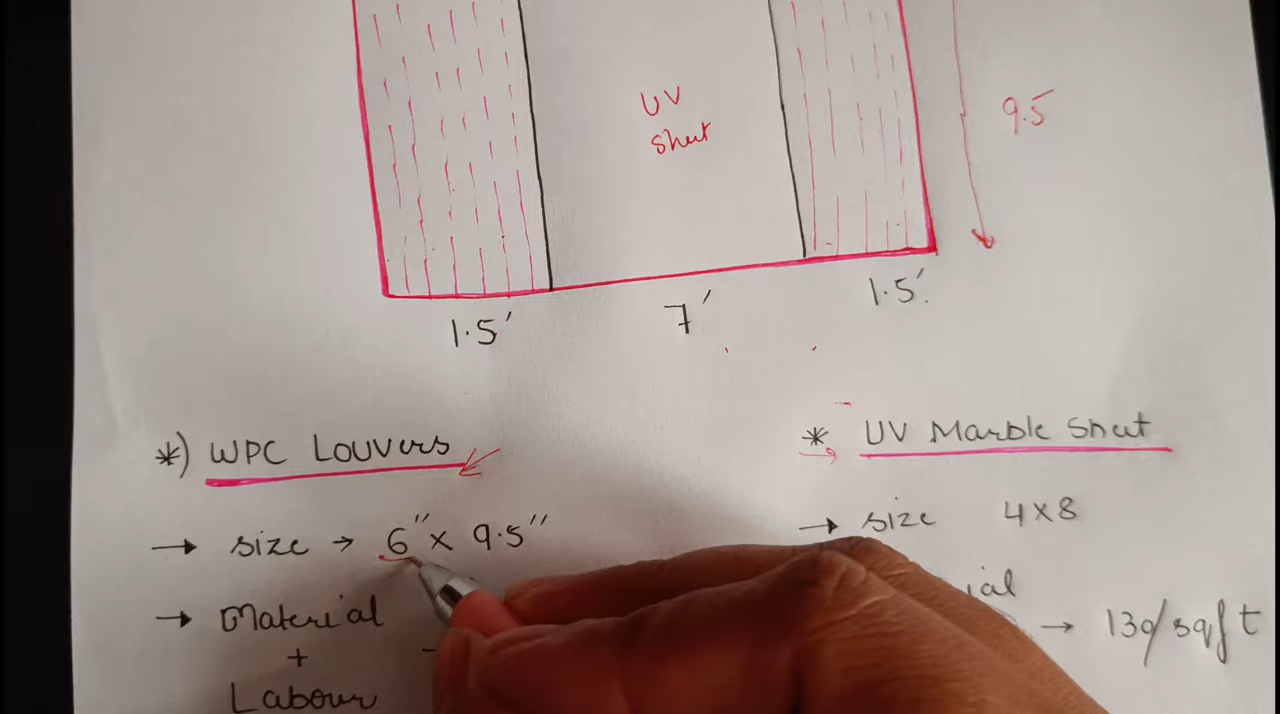 UV
Sheet
9.5
1.5'
7'
1.5'.
*) WPC LOUVers
→ size → 6" x 9.5"
→ Material
+
Labour
* UV Marble Sheet
→ size 4x8
ial
→ 130/sqft